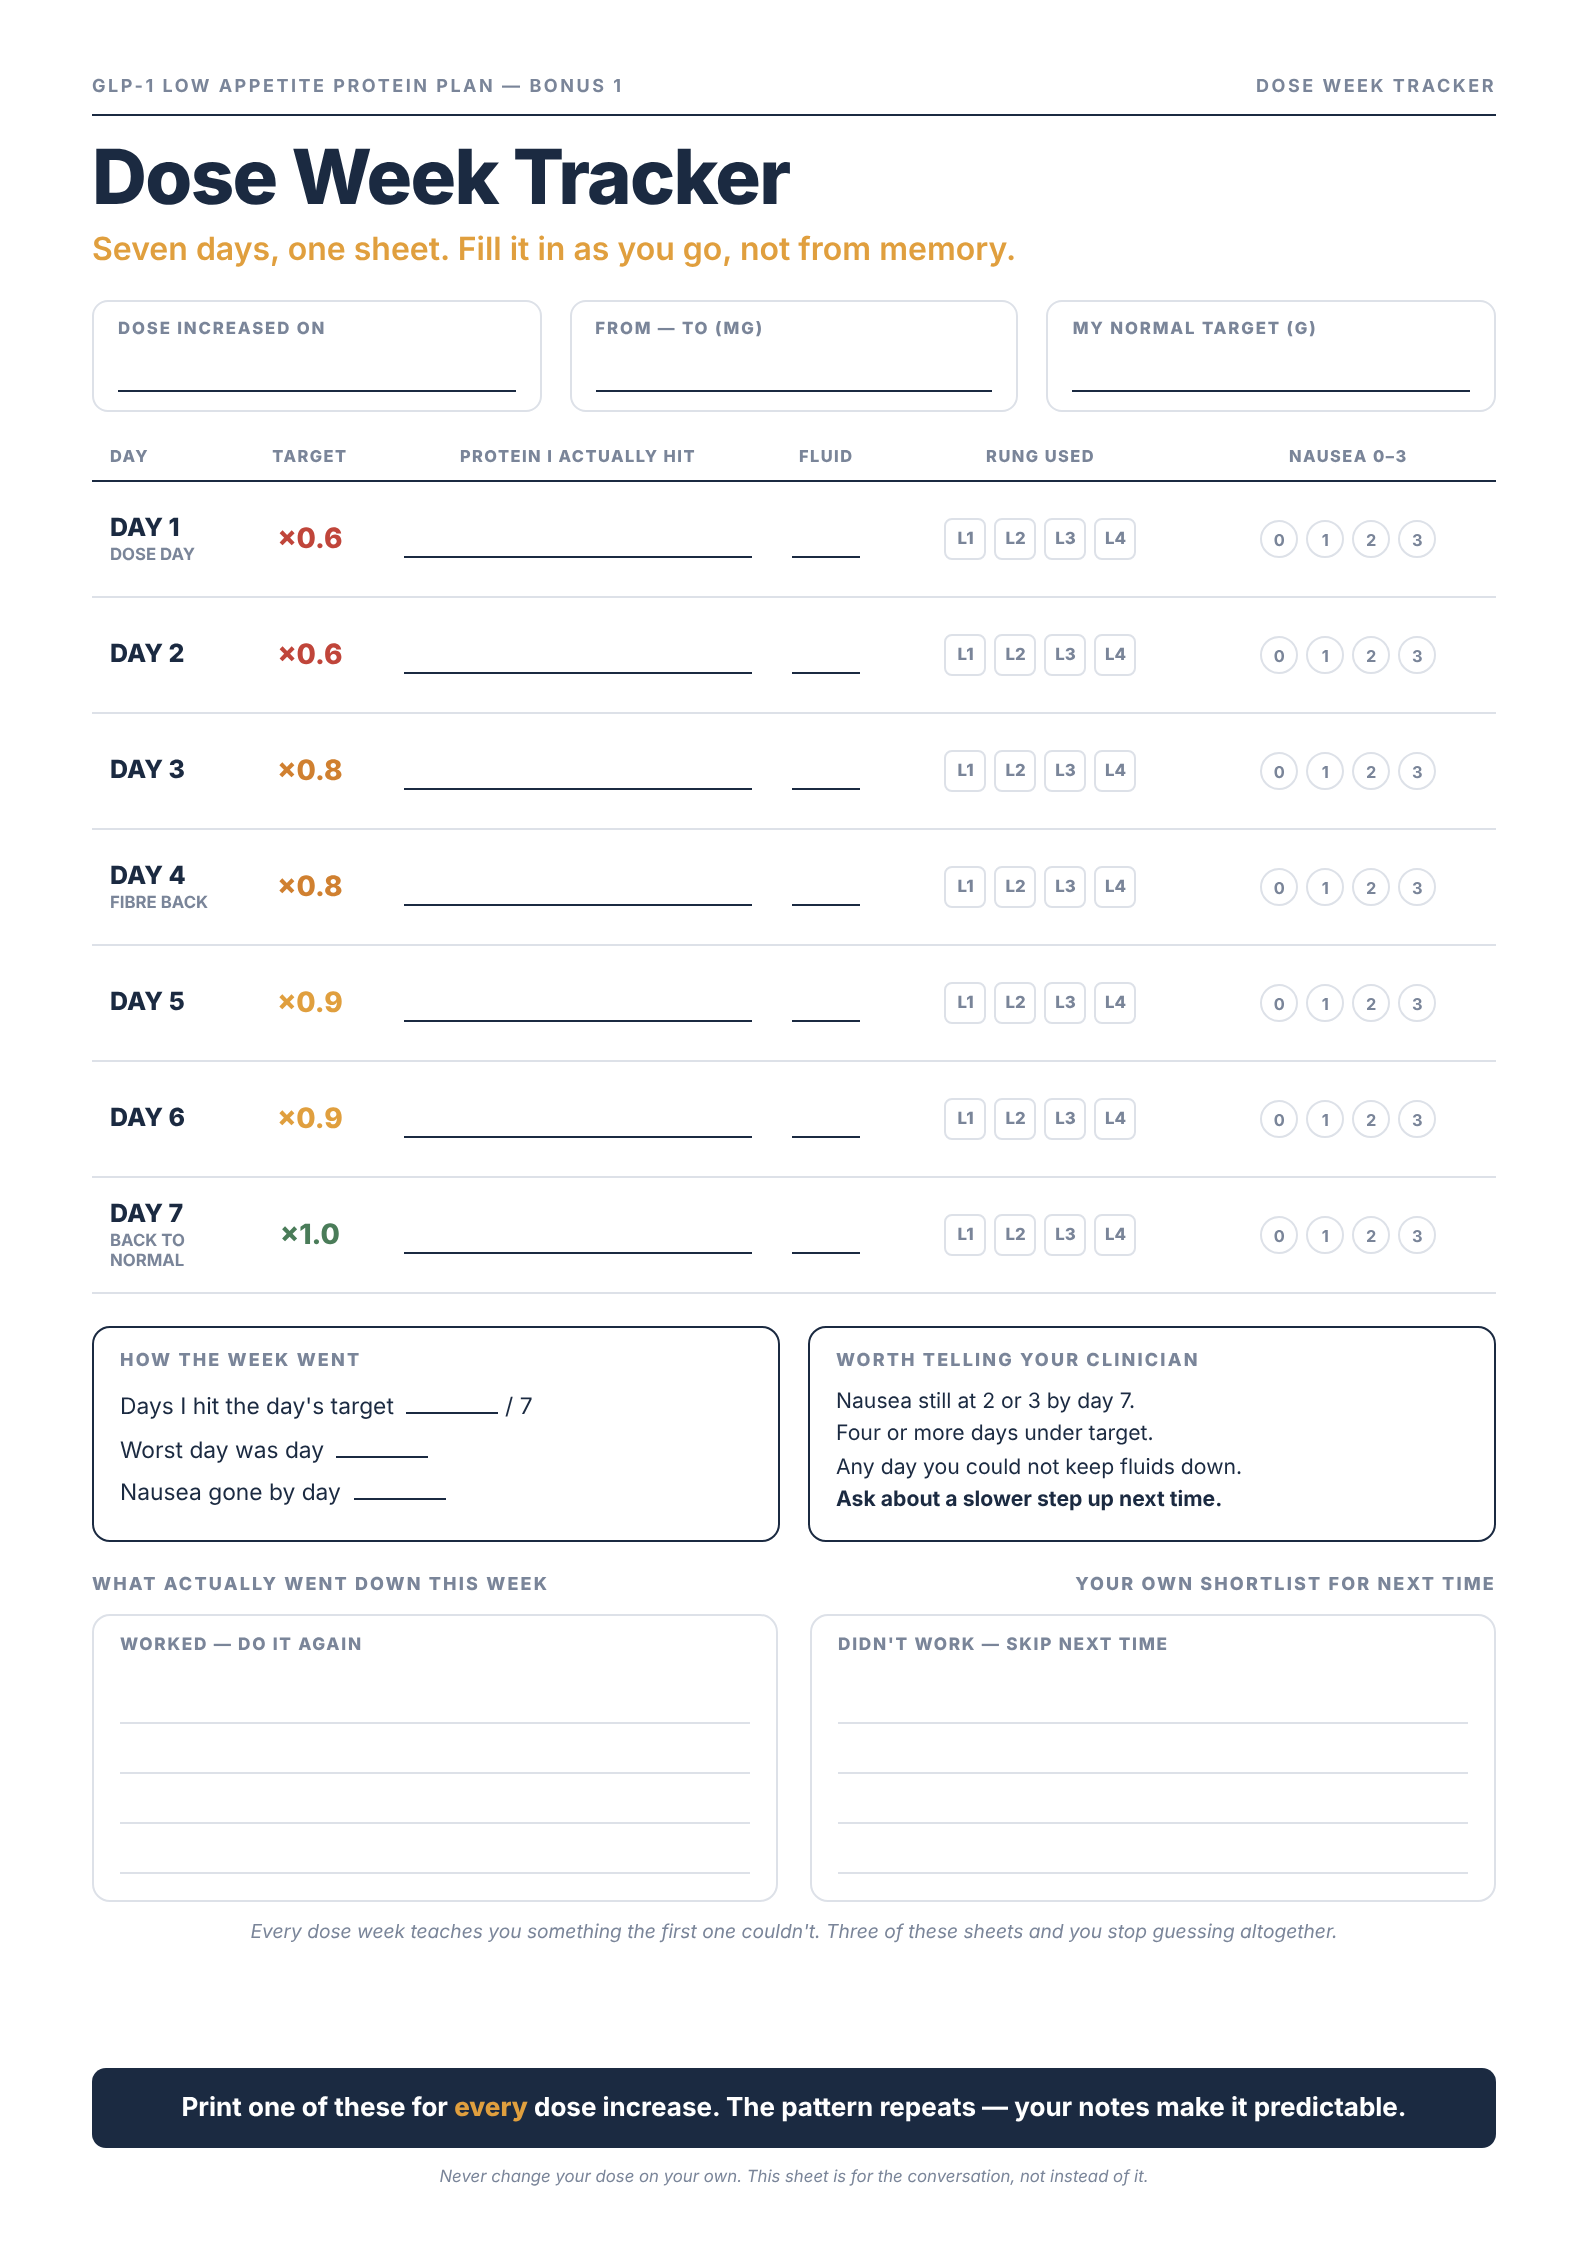 GLP-1 LOW APPETITE PROTEIN PLAN — BONUS 1 DOSE WEEK TRACKER
Dose Week Tracker
Seven days, one sheet. Fill it in as you go, not from memory.
DOSE INCREASED ON FROM — TO (MG) MY NORMAL TARGET (G)
DAY TARGET PROTEIN I ACTUALLY HIT FLUID RUNG USED NAUSEA 0–3
DAY 1 ×0.6 L1 L2 L3 L4 0 1 2 3
DOSE DAY
DAY 2 ×0.6 L1 L2 L3 L4 0 1 2 3
DAY 3 ×0.8 L1 L2 L3 L4 0 1 2 3
DAY 4 ×0.8 L1 L2 L3 L4 0 1 2 3
FIBRE BACK
DAY 5 ×0.9 L1 L2 L3 L4 0 1 2 3
DAY 6 ×0.9 L1 L2 L3 L4 0 1 2 3
DAY 7 ×1.0 L1 L2 L3 L4 0 1 2 3
BACK TO
NORMAL
HOW THE WEEK WENT
Days I hit the day's target ______ / 7
Worst day was day ______
Nausea gone by day ______
WORTH TELLING YOUR CLINICIAN
Nausea still at 2 or 3 by day 7.
Four or more days under target.
Any day you could not keep fluids down.
Ask about a slower step up next time.
WHAT ACTUALLY WENT DOWN THIS WEEK YOUR OWN SHORTLIST FOR NEXT TIME
WORKED — DO IT AGAIN
DIDN'T WORK — SKIP NEXT TIME
Every dose week teaches you something the first one couldn't. Three of these sheets and you stop guessing altogether.
Print one of these for every dose increase. The pattern repeats — your notes make it predictable.
Never change your dose on your own. This sheet is for the conversation, not instead of it.